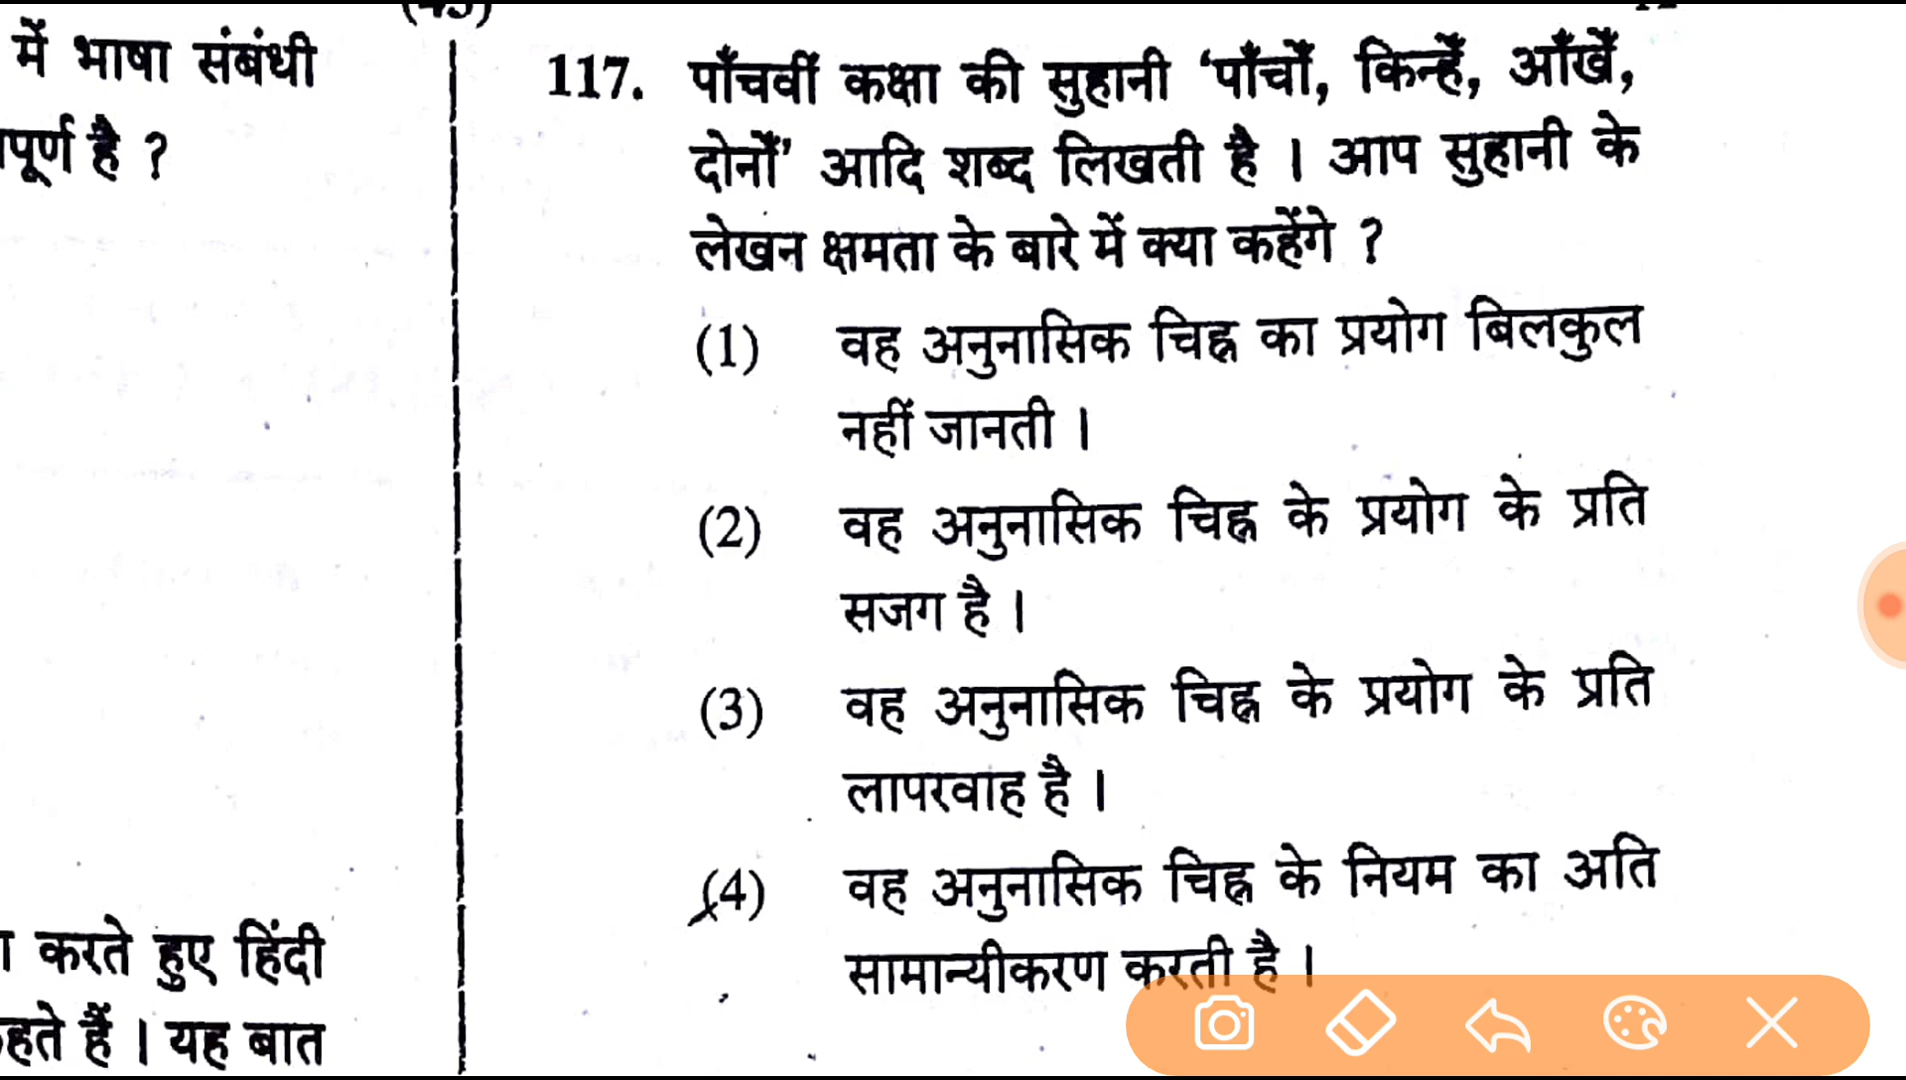 में भाषा संबंधी
पूर्ण है ?
करते हुए हिंदी
हते हैं । यह बात
117. पाँचवीं कक्षा की सुहानी ‘पाँचोँ, किन्हेँ, आँखेँ,
दोनोँ’ आदि शब्द लिखती है । आप सुहानी के
लेखन क्षमता के बारे में क्या कहेंगे ?
(1) वह अनुनासिक चिह्न का प्रयोग बिलकुल
नहीं जानती ।
(2) वह अनुनासिक चिह्न के प्रयोग के प्रति
सजग है ।
(3) वह अनुनासिक चिह्न के प्रयोग के प्रति
लापरवाह है ।
(4) वह अनुनासिक चिह्न के नियम का अति
सामान्यीकरण करती है ।